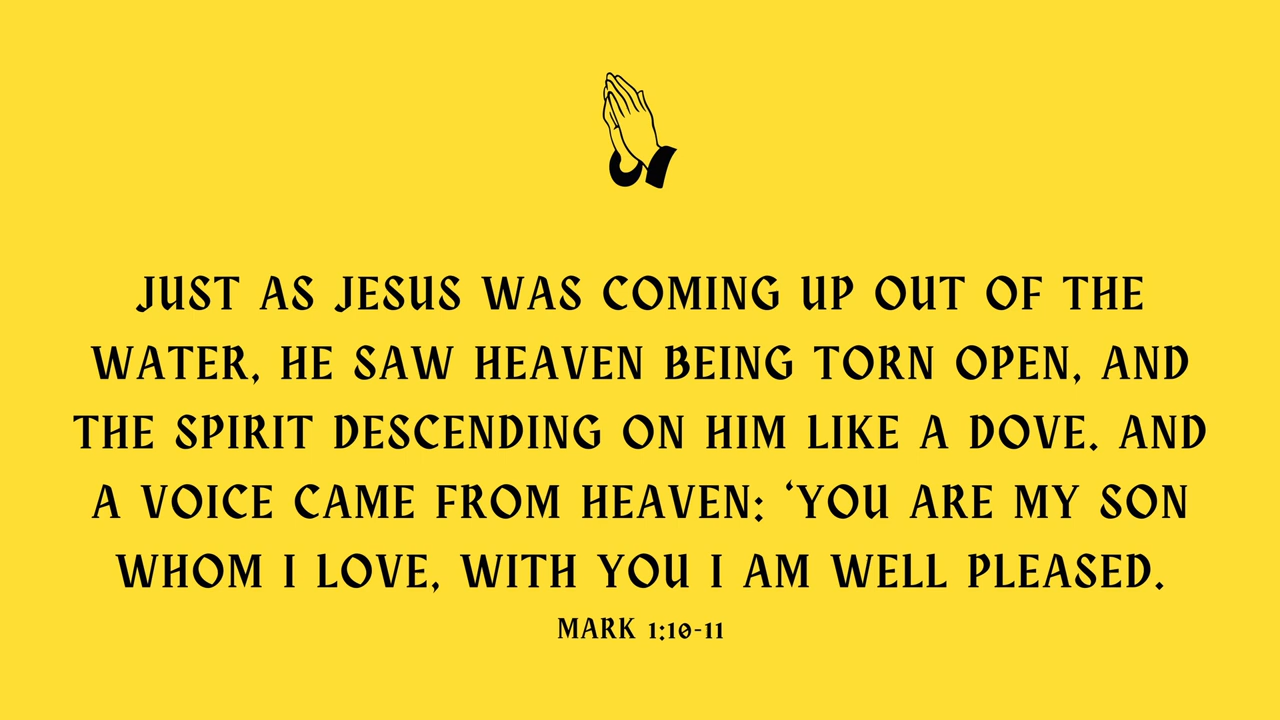 JUST AS JESUS WAS COMING UP OUT OF THE
WATER, HE SAW HEAVEN BEING TORN OPEN, AND
THE SPIRIT DESCENDING ON HIM LIKE A DOVE. AND
A VOICE CAME FROM HEAVEN: ‘YOU ARE MY SON
WHOM I LOVE, WITH YOU I AM WELL PLEASED.
MARK 1:10-11